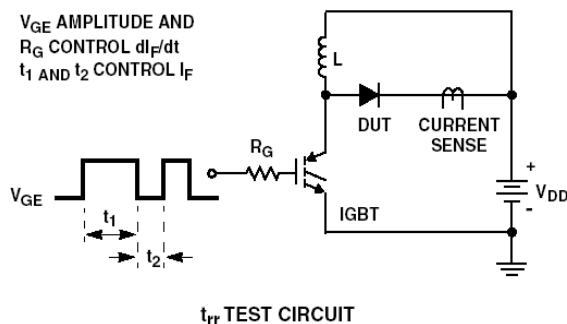 VGE AMPLITUDE AND
RG CONTROL dIF/dt
t1 AND t2 CONTROL IF
L
DUT
CURRENT
SENSE
RG
VGE
t1
t2
IGBT
+
VDD
-
trr TEST CIRCUIT